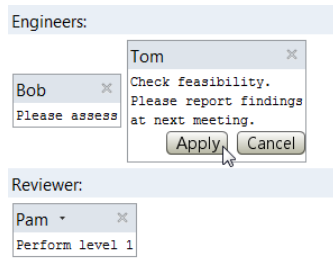 Engineers:
Tom
Check feasibility.
Please report findings
at next meeting.
Apply Cancel
Bob
Please assess
Reviewer:
Pam
Perform level 1